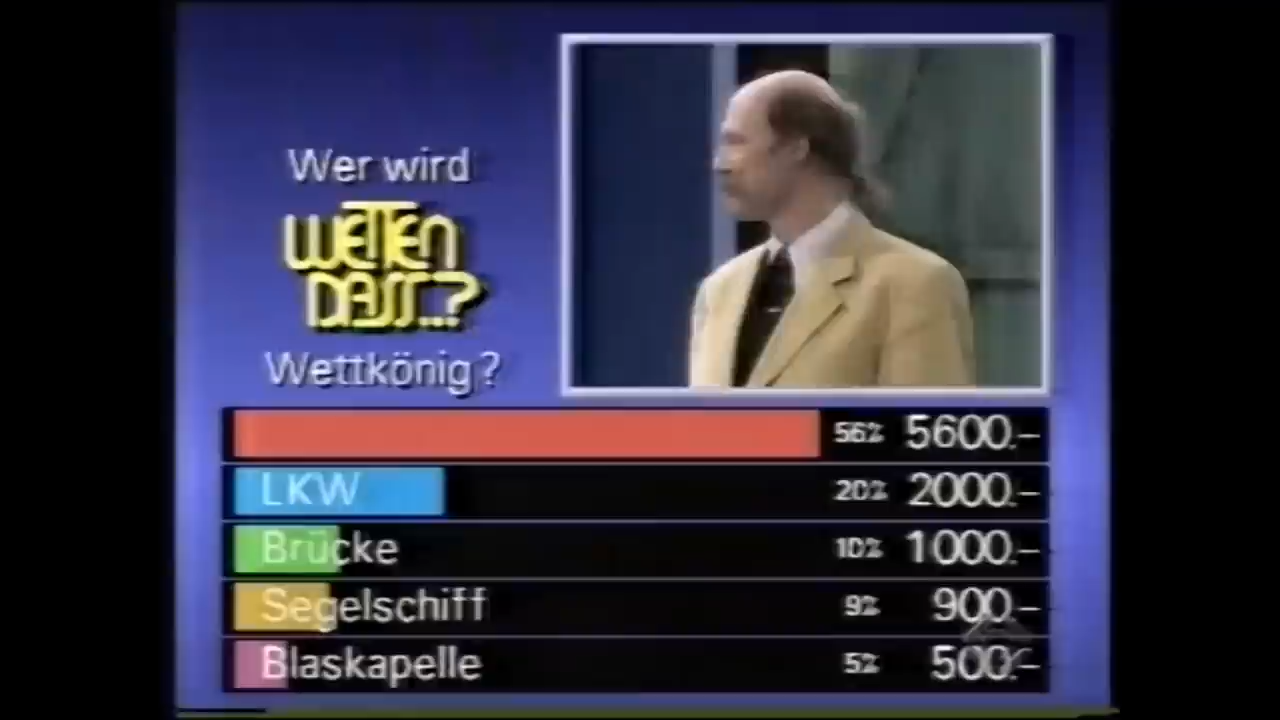 Wer wird
WETTEN
DASS..?
Wettkönig?
56% 5600.–
LKW 20% 2000.–
Brücke 10% 1000.–
Segelschiff 9% 900.–
Blaskapelle 5% 500.–